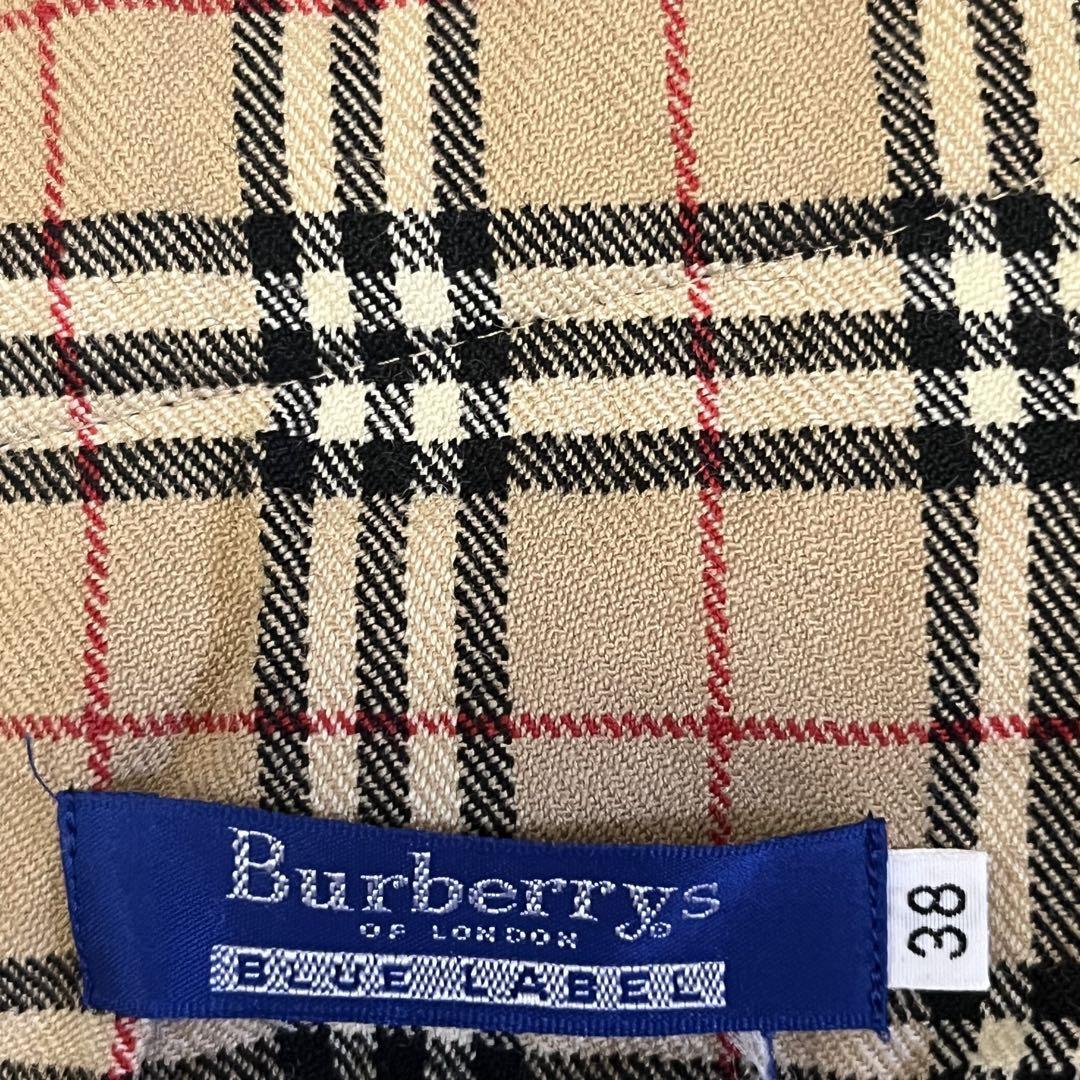 Burberrys®
OF LONDON
BLUE LABEL
38